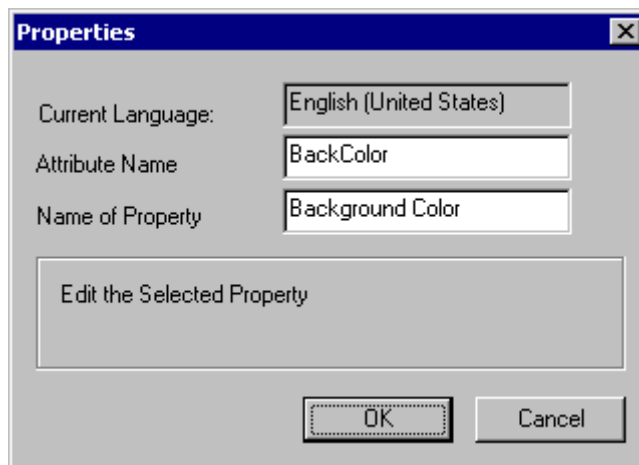 Properties
Current Language: English (United States)
Attribute Name BackColor
Name of Property Background Color
Edit the Selected Property
OK Cancel